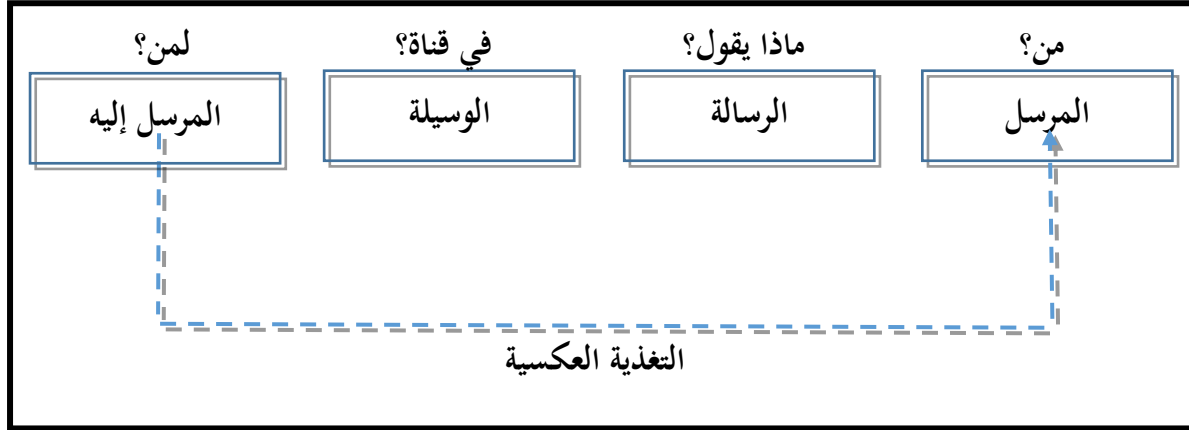 من؟ ماذا يقول؟ في قناة؟ لمن؟
المرسل الرسالة الوسيلة المرسل إليه
التغذية العكسية